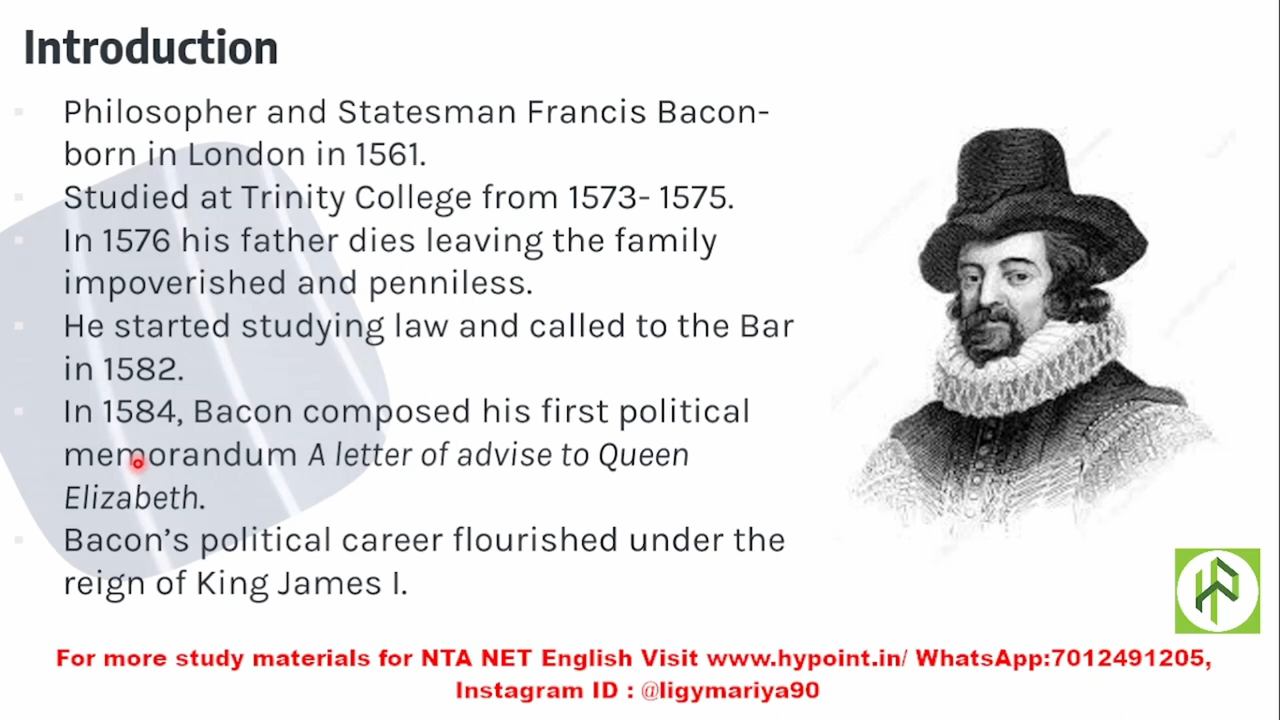 Introduction
Philosopher and Statesman Francis Bacon-
born in London in 1561.
Studied at Trinity College from 1573- 1575.
In 1576 his father dies leaving the family
impoverished and penniless.
He started studying law and called to the Bar
in 1582.
In 1584, Bacon composed his first political
memorandum A letter of advise to Queen
Elizabeth.
Bacon's political career flourished under the
reign of King James I.
For more study materials for NTA NET English Visit www.hypoint.in/ WhatsApp:7012491205,
Instagram ID : @ligymariya90